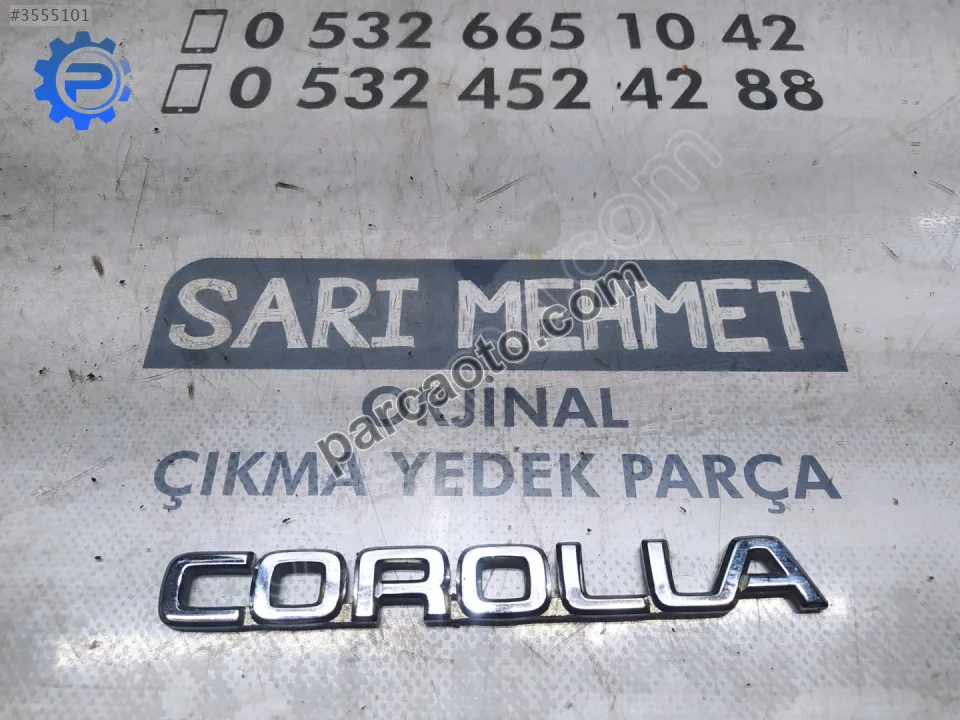 #3555101
0 532 665 10 42
0 532 452 42 88
SARI MEHMET
parcaoto.com
ORJİNAL
ÇIKMA YEDEK PARÇA
COROLLA